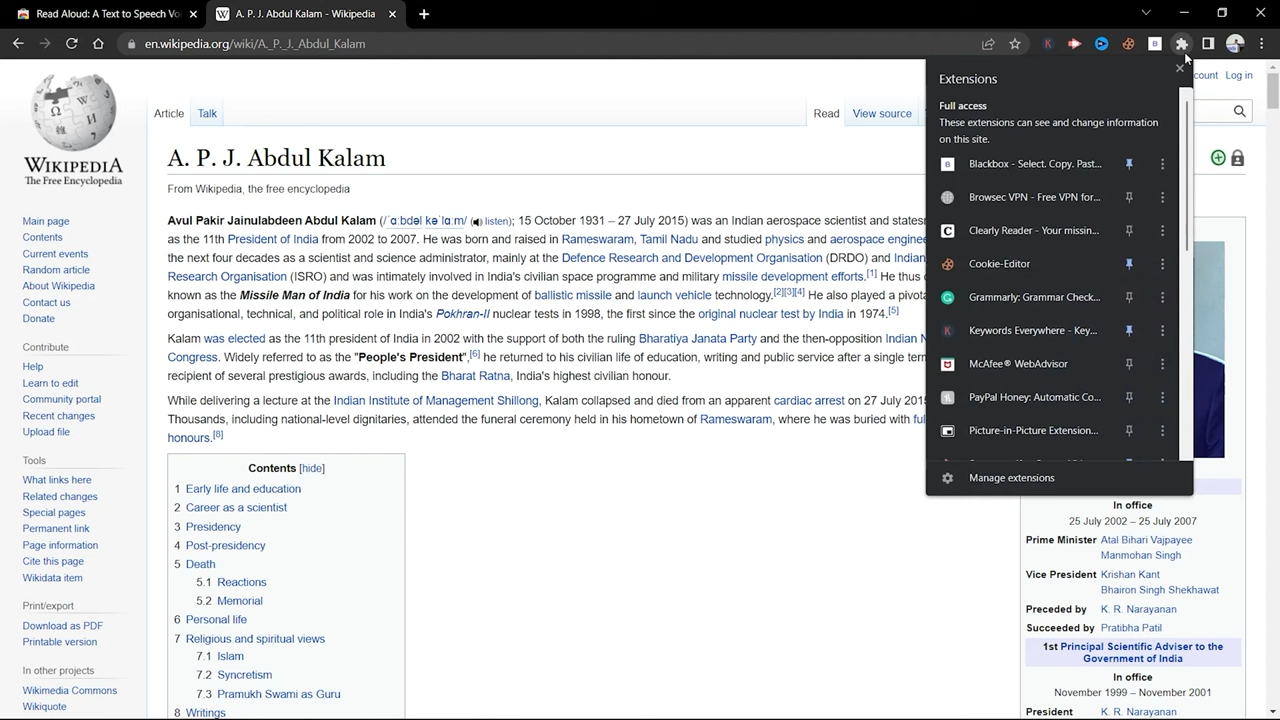 Read Aloud: A Text to Speech Vo
A. P. J. Abdul Kalam - Wikipedia
en.wikipedia.org/wiki/A._P._J._Abdul_Kalam
WIKIPEDIA
The Free Encyclopedia
Main page
Contents
Current events
Random article
About Wikipedia
Contact us
Donate
Contribute
Help
Learn to edit
Community portal
Recent changes
Upload file
Tools
What links here
Related changes
Special pages
Permanent link
Page information
Cite this page
Wikidata item
Print/export
Download as PDF
Printable version
In other projects
Wikimedia Commons
Wikiquote
Article Talk
Read View source
count Log in
A. P. J. Abdul Kalam
From Wikipedia, the free encyclopedia
Avul Pakir Jainulabdeen Abdul Kalam (/ˈɑːbdəl kəˈlɑːm/ (listen); 15 October 1931 – 27 July 2015) was an Indian aerospace scientist and states
as the 11th President of India from 2002 to 2007. He was born and raised in Rameswaram, Tamil Nadu and studied physics and aerospace engine
the next four decades as a scientist and science administrator, mainly at the Defence Research and Development Organisation (DRDO) and Indian
Research Organisation (ISRO) and was intimately involved in India's civilian space programme and military missile development efforts.[1] He thus
known as the Missile Man of India for his work on the development of ballistic missile and launch vehicle technology.[2][3][4] He also played a pivota
organisational, technical, and political role in India's Pokhran-II nuclear tests in 1998, the first since the original nuclear test by India in 1974.[5]
Kalam was elected as the 11th president of India in 2002 with the support of both the ruling Bharatiya Janata Party and the then-opposition Indian N
Congress. Widely referred to as the "People's President",[6] he returned to his civilian life of education, writing and public service after a single term
recipient of several prestigious awards, including the Bharat Ratna, India's highest civilian honour.
While delivering a lecture at the Indian Institute of Management Shillong, Kalam collapsed and died from an apparent cardiac arrest on 27 July 201
Thousands, including national-level dignitaries, attended the funeral ceremony held in his hometown of Rameswaram, where he was buried with ful
honours.[8]
Contents [hide]
1 Early life and education
2 Career as a scientist
3 Presidency
4 Post-presidency
5 Death
5.1 Reactions
5.2 Memorial
6 Personal life
7 Religious and spiritual views
7.1 Islam
7.2 Syncretism
7.3 Pramukh Swami as Guru
8 Writings
Extensions
Full access
These extensions can see and change information
on this site.
Blackbox - Select. Copy. Past...
Browsec VPN - Free VPN for...
Clearly Reader - Your missin...
Cookie-Editor
Grammarly: Grammar Check...
Keywords Everywhere - Key...
McAfee® WebAdvisor
PayPal Honey: Automatic Co...
Picture-in-Picture Extension...
Manage extensions
In office
25 July 2002 – 25 July 2007
Prime Minister Atal Bihari Vajpayee
Manmohan Singh
Vice President Krishan Kant
Bhairon Singh Shekhawat
Preceded by K. R. Narayanan
Succeeded by Pratibha Patil
1st Principal Scientific Adviser to the
Government of India
In office
November 1999 – November 2001
President K. R. Narayanan